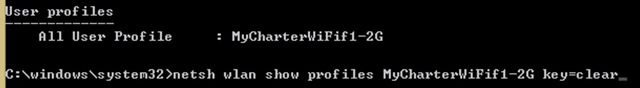 User profiles
-------------
All User Profile : MyCharterWiFif1-2G
C:\windows\system32>netsh wlan show profiles MyCharterWiFif1-2G key=clear_